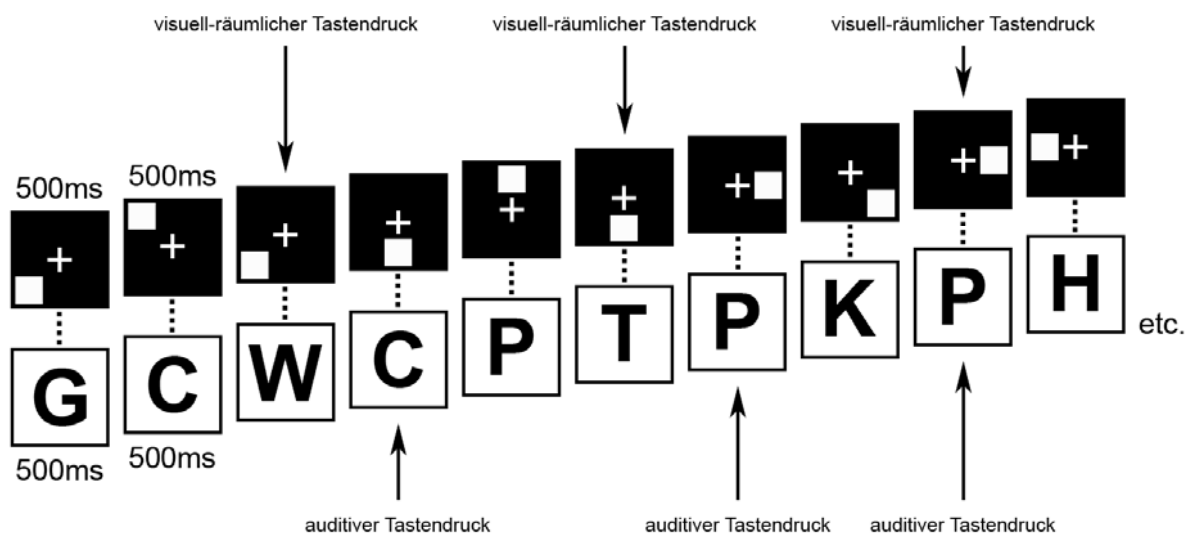 visuell-räumlicher Tastendruck visuell-räumlicher Tastendruck visuell-räumlicher Tastendruck
500ms 500ms
G C W C P T P K P H etc.
500ms 500ms
auditiver Tastendruck auditiver Tastendruck auditiver Tastendruck